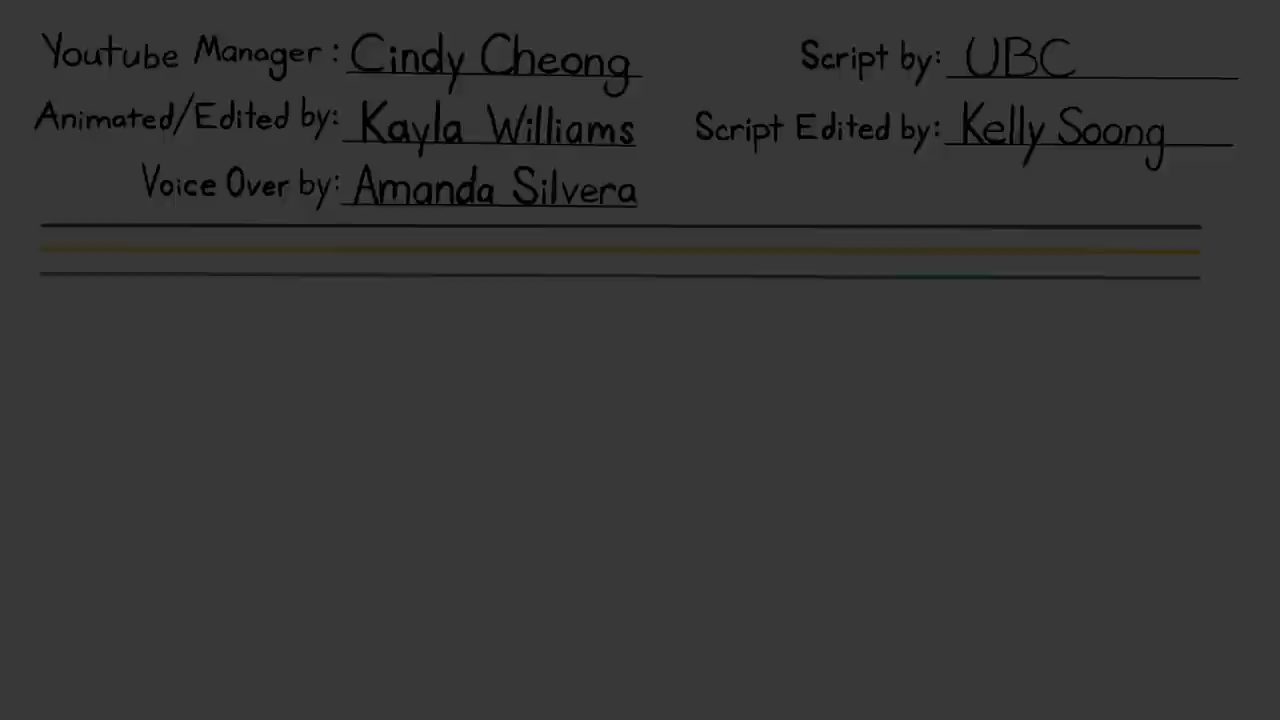 Youtube Manager: Cindy Cheong
Animated/Edited by: Kayla Williams
Voice Over by: Amanda Silvera
Script by: UBC
Script Edited by: Kelly Soong